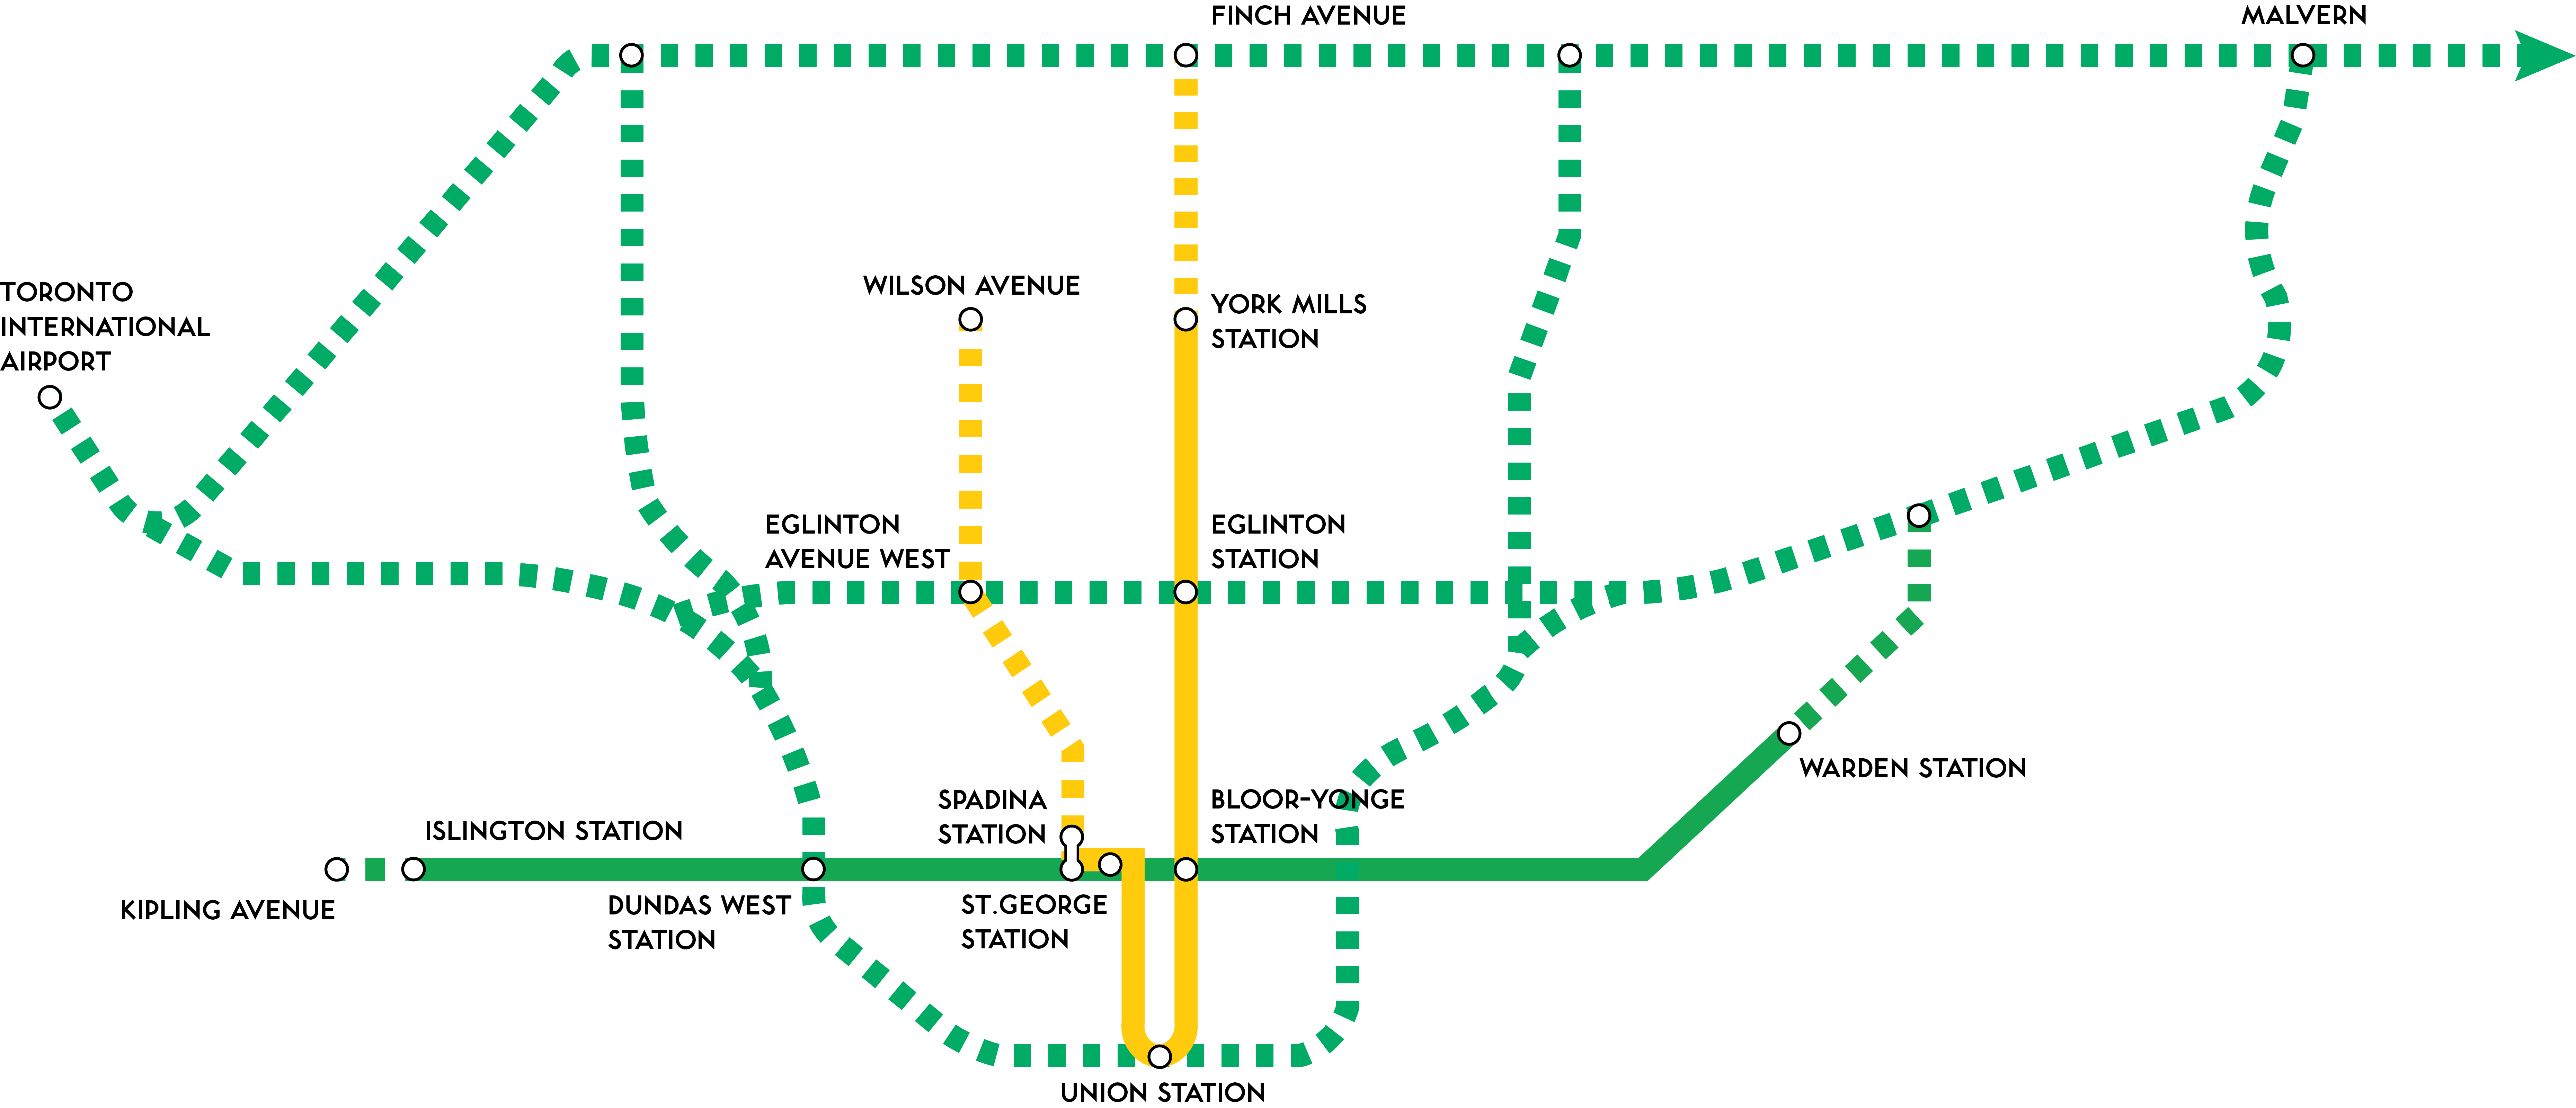 FINCH AVENUE
MALVERN
TORONTO
INTERNATIONAL
AIRPORT
WILSON AVENUE
YORK MILLS
STATION
EGLINTON
AVENUE WEST
EGLINTON
STATION
WARDEN STATION
SPADINA
STATION
BLOOR-YONGE
STATION
ISLINGTON STATION
KIPLING AVENUE
DUNDAS WEST
STATION
ST.GEORGE
STATION
UNION STATION